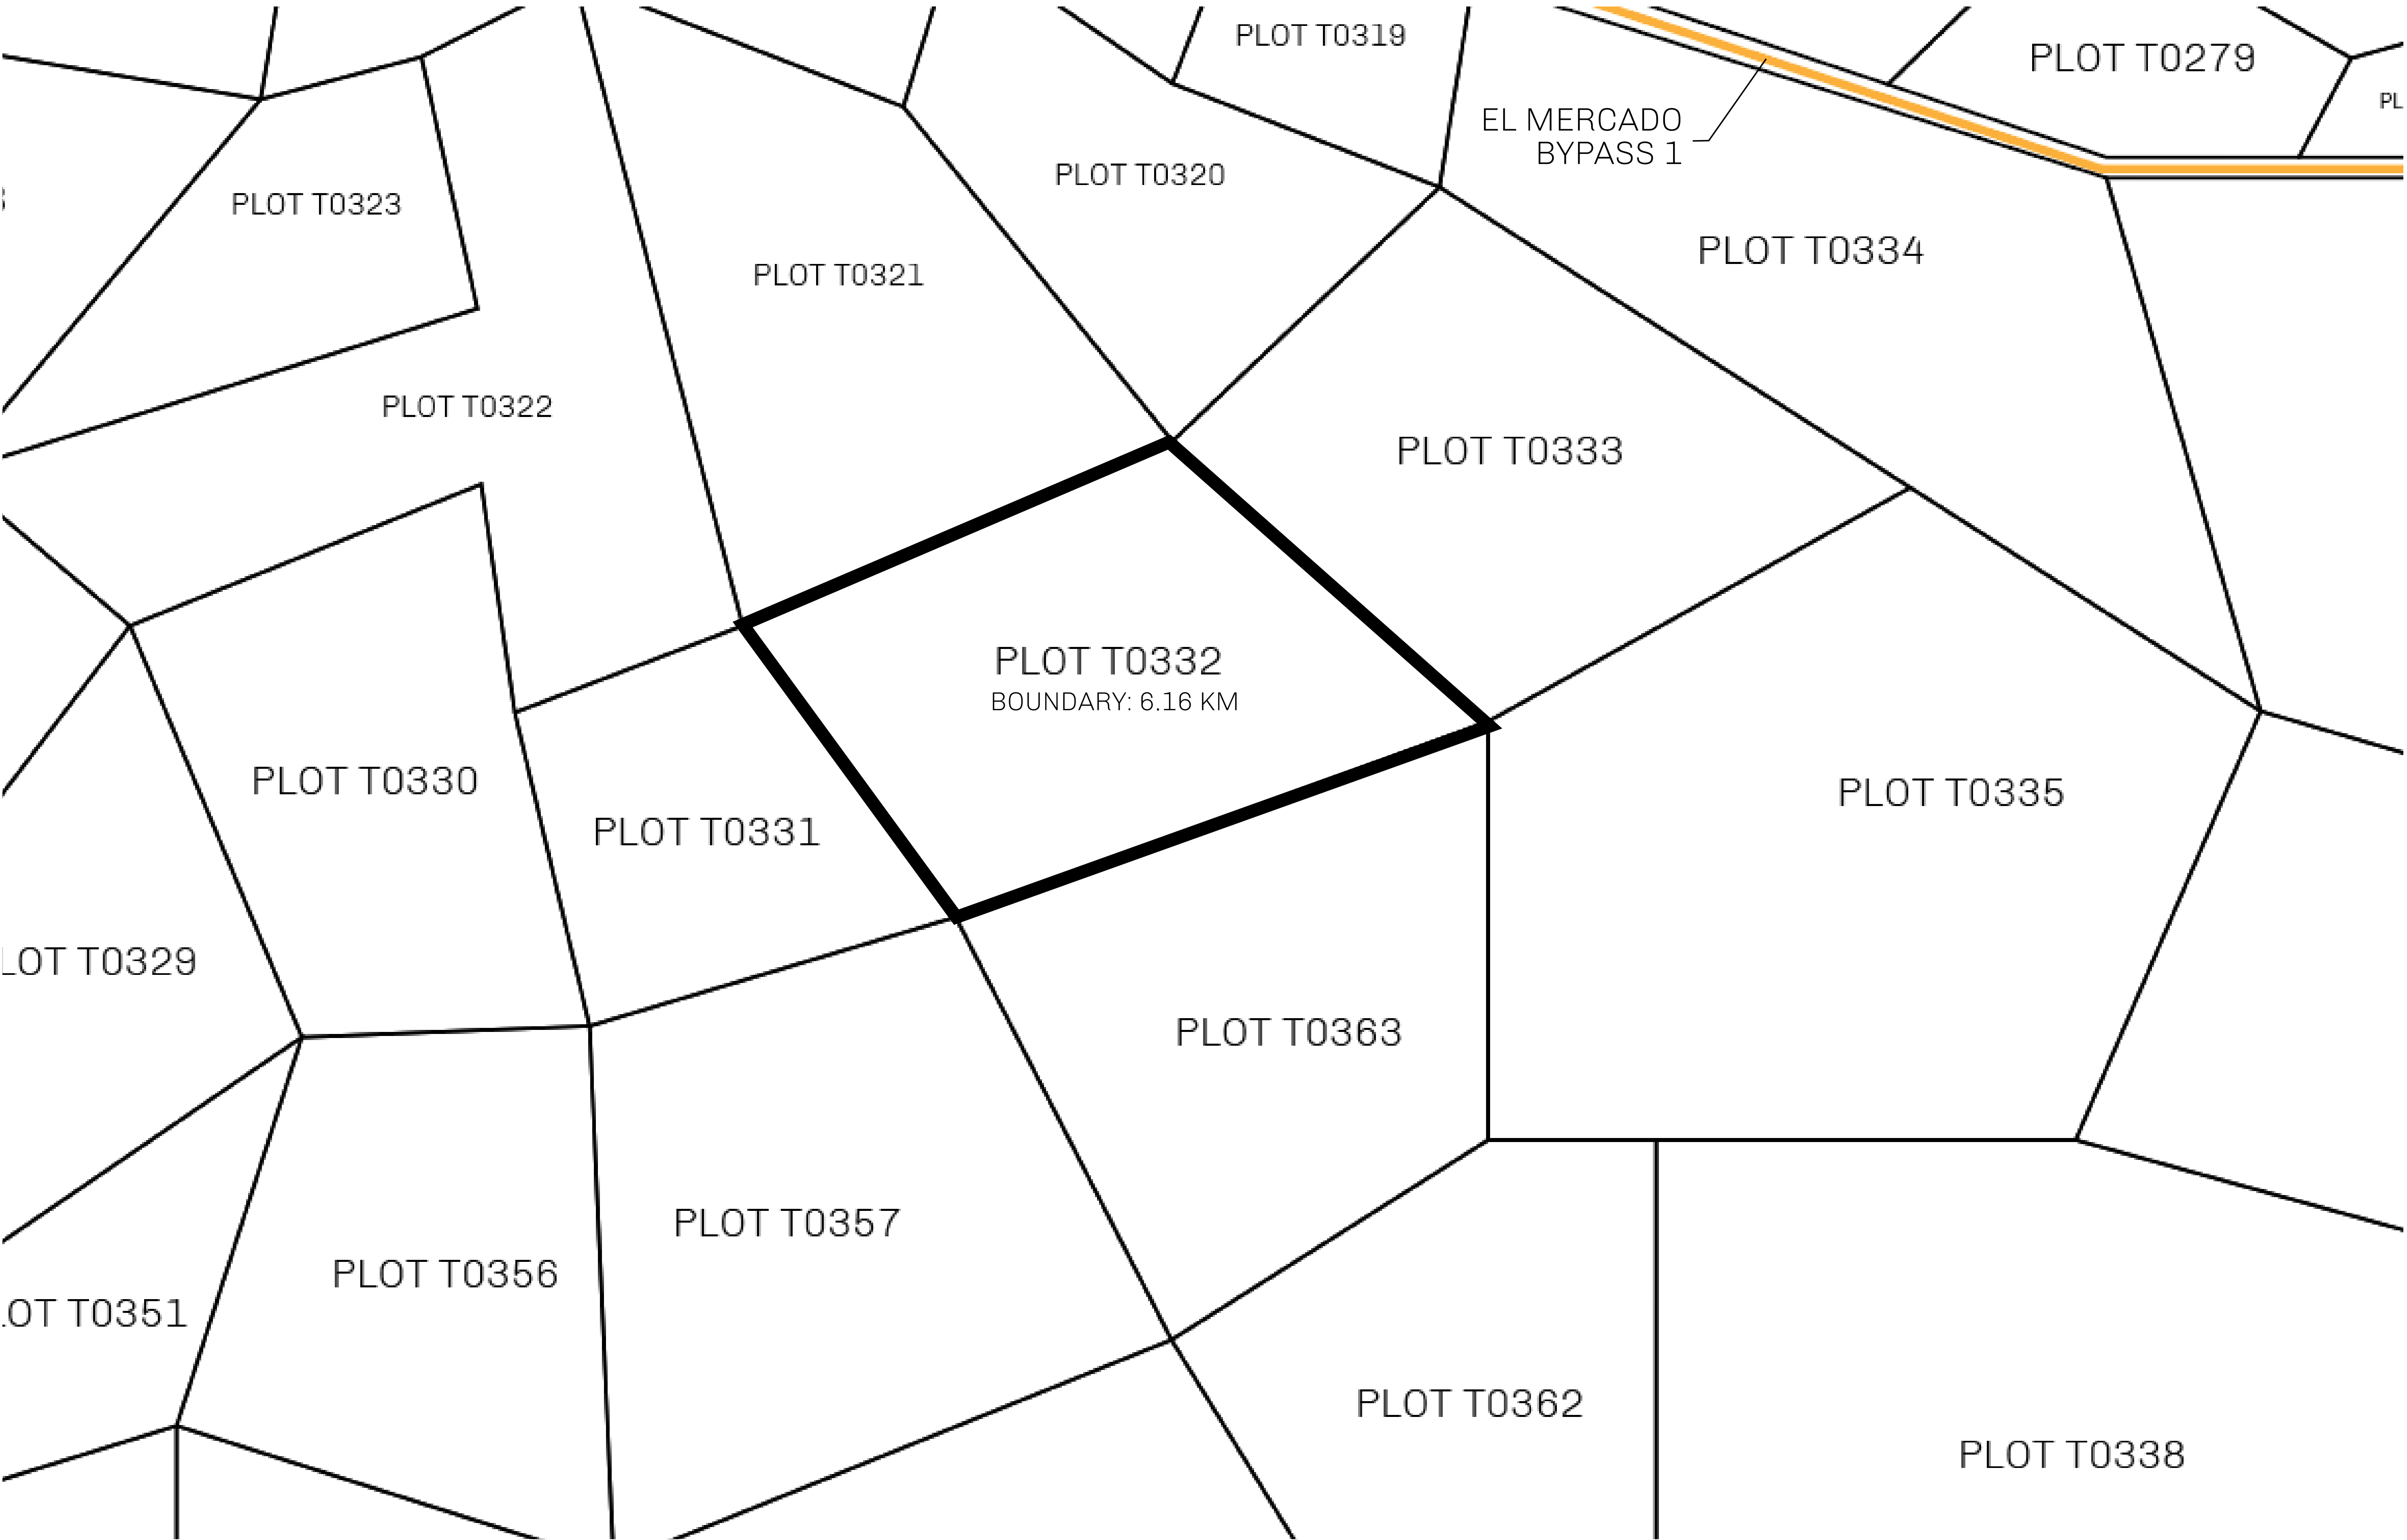 PLOT T0319
PLOT T0279
EL MERCADO
BYPASS 1
PL
PLOT T0320
PLOT T0323
PLOT T0334
PLOT T0321
PLOT T0322
PLOT T0333
PLOT T0332
BOUNDARY: 6.16 KM
PLOT T0330
PLOT T0335
PLOT T0331
LOT T0329
PLOT T0363
PLOT T0357
PLOT T0356
LOT T0351
PLOT T0362
PLOT T0338